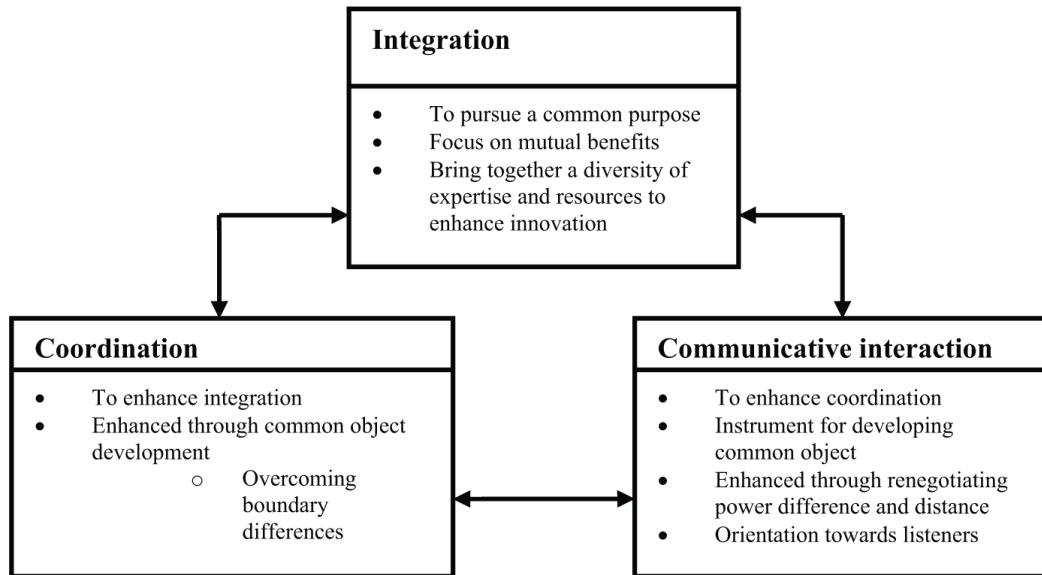 Integration
• To pursue a common purpose
• Focus on mutual benefits
• Bring together a diversity of
expertise and resources to
enhance innovation
Coordination
• To enhance integration
• Enhanced through common object
development
o Overcoming
boundary
differences
Communicative interaction
• To enhance coordination
• Instrument for developing
common object
• Enhanced through renegotiating
power difference and distance
• Orientation towards listeners